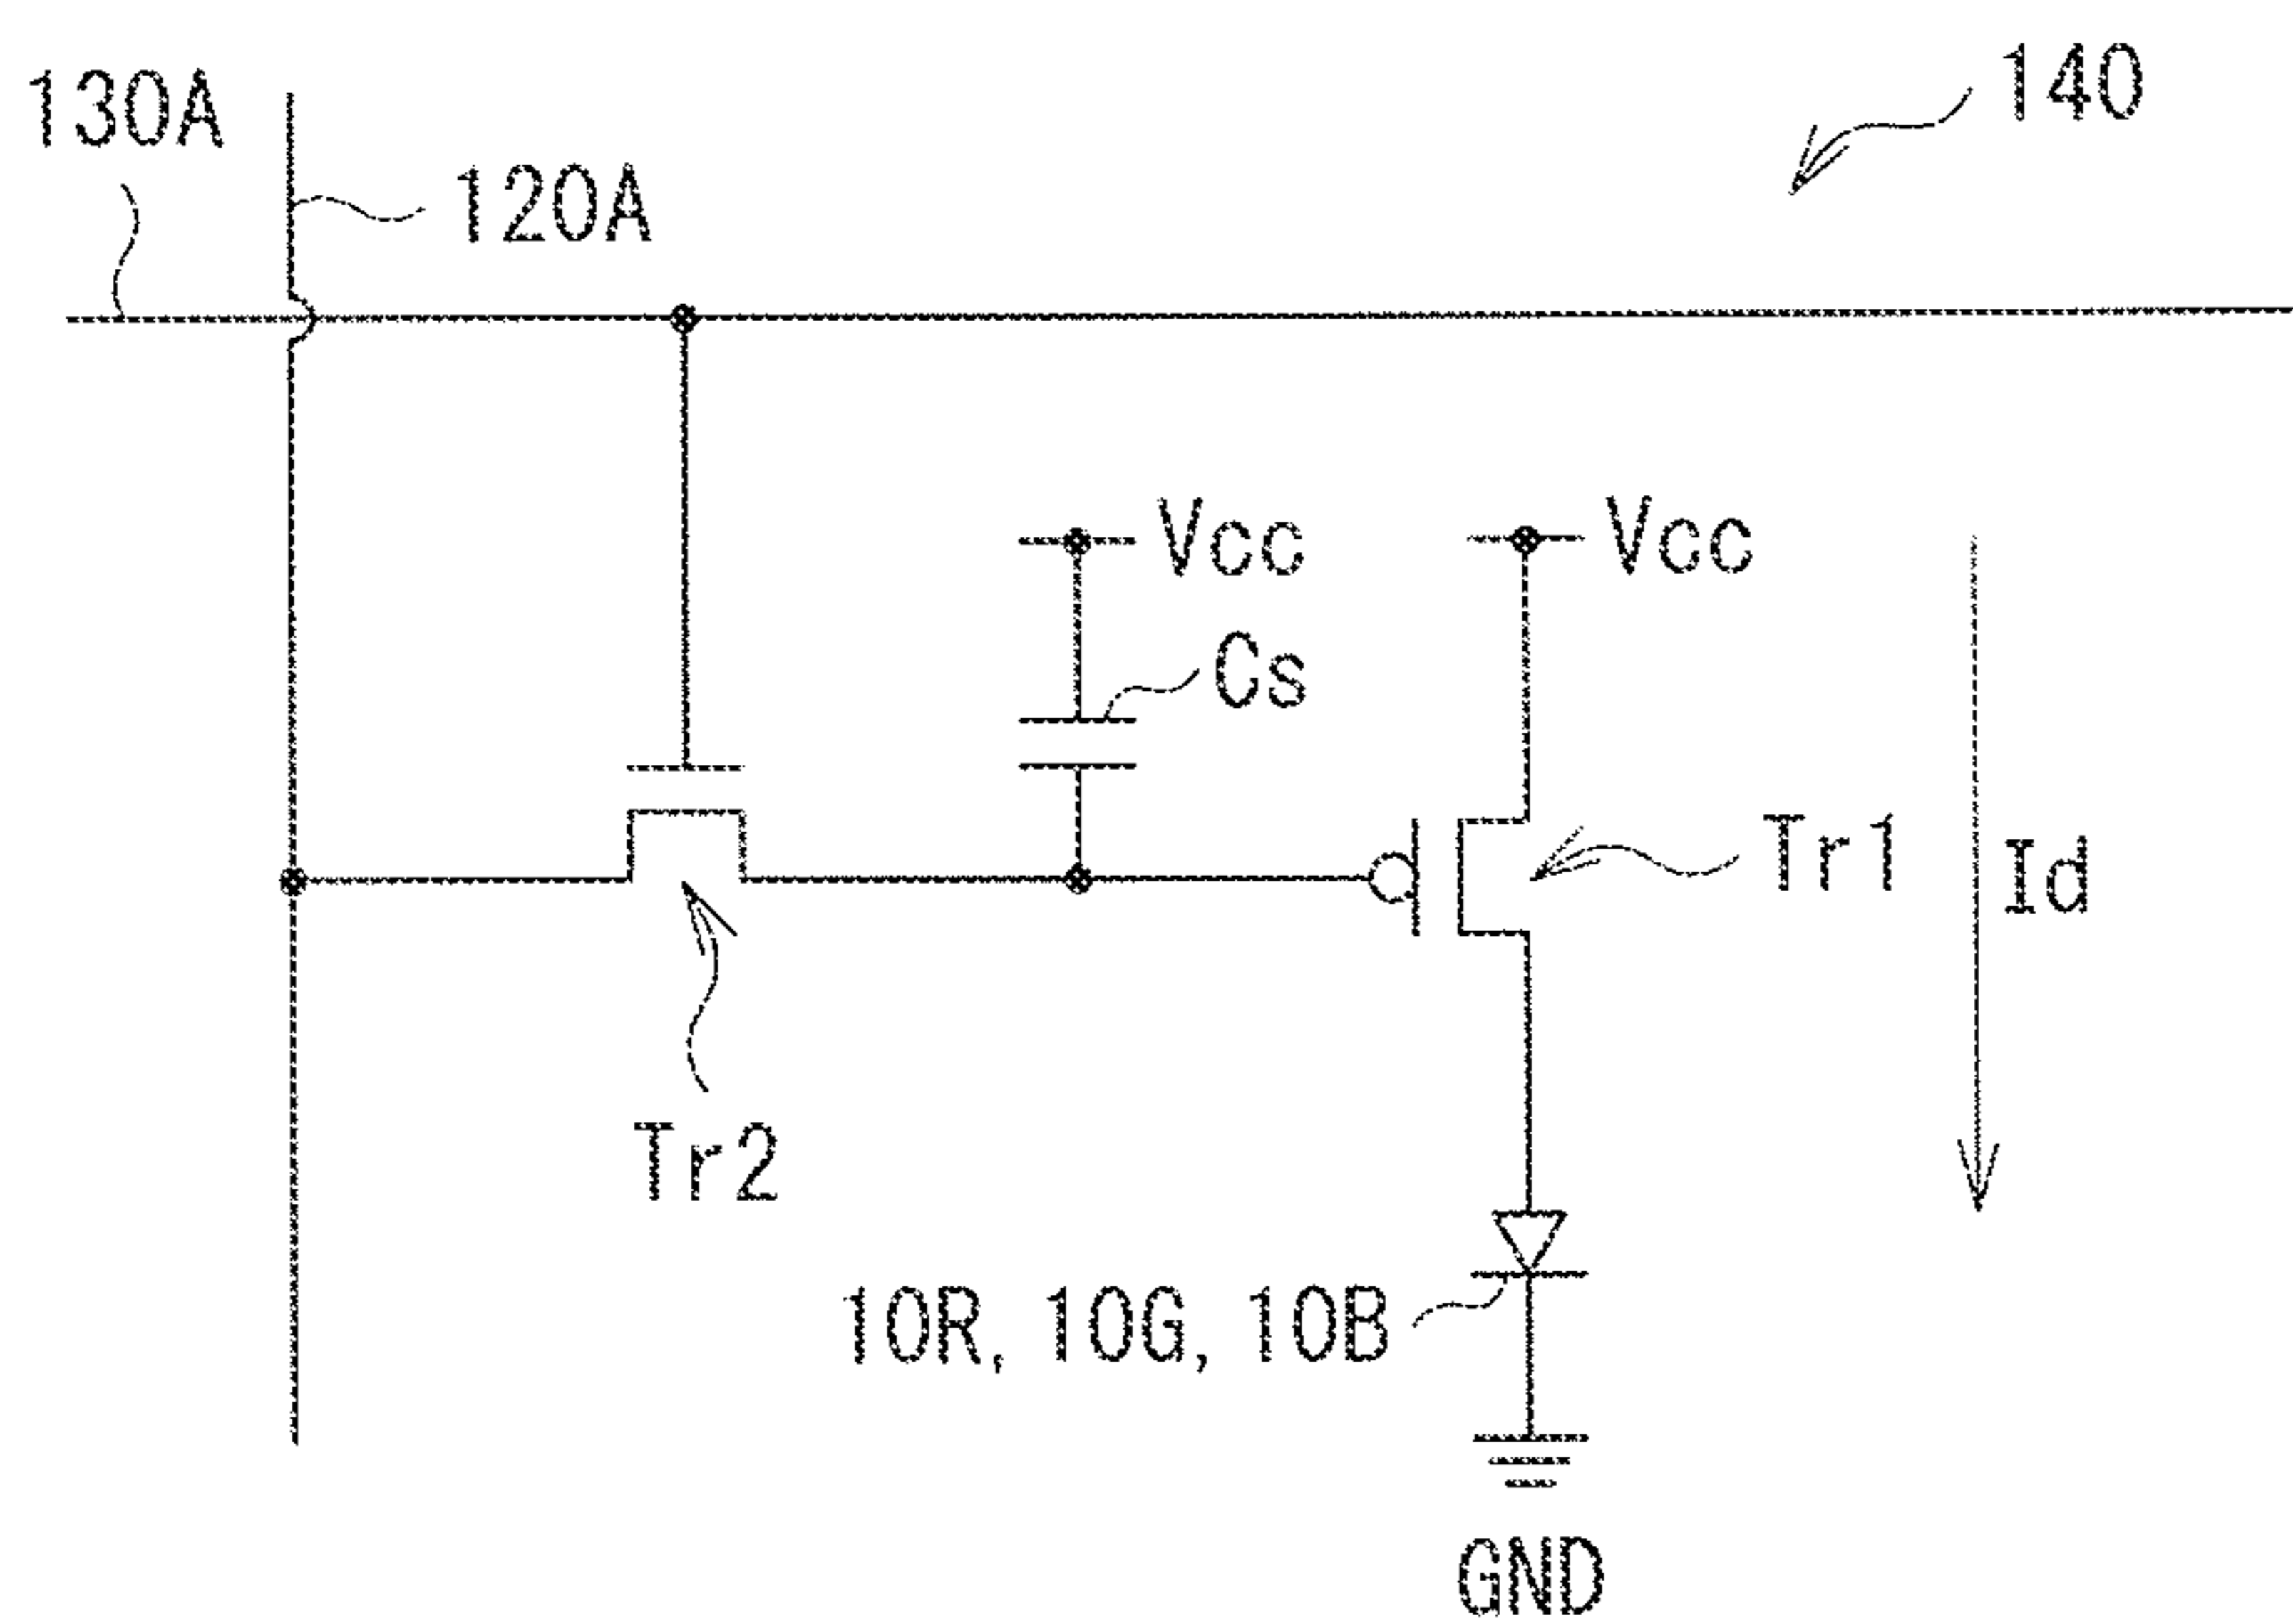 140
130A
120A
Vcc
Vcc
Cs
Tr1
Id
Tr2
10R, 10G, 10B
GND